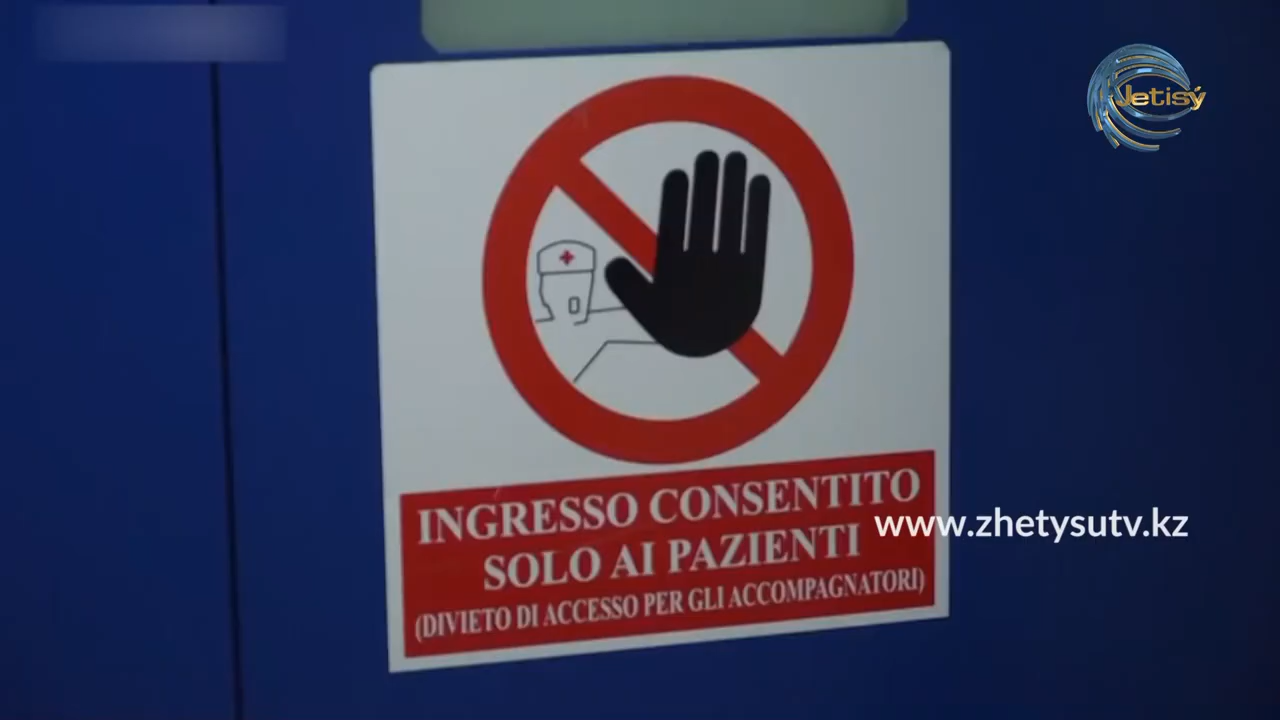 Jetisý
INGRESSO CONSENTITO
SOLO AI PAZIENTI
(DIVIETO DI ACCESSO PER GLI ACCOMPAGNATORI)
www.zhetysutv.kz